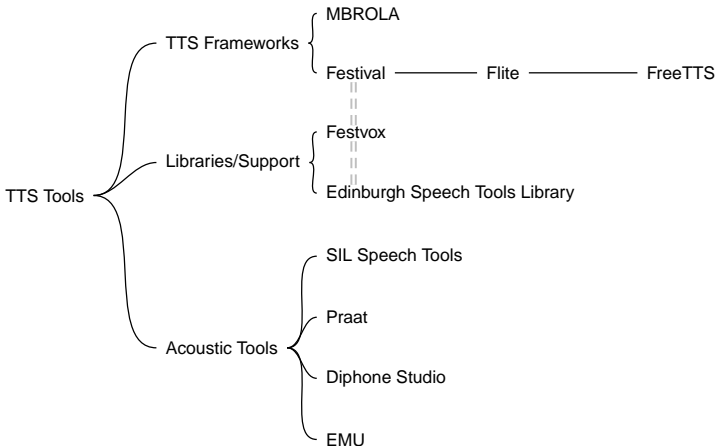 MBROLA
TTS Frameworks
Festival Flite FreeTTS
Festvox
Libraries/Support
Edinburgh Speech Tools Library
TTS Tools
SIL Speech Tools
Praat
Acoustic Tools
Diphone Studio
EMU